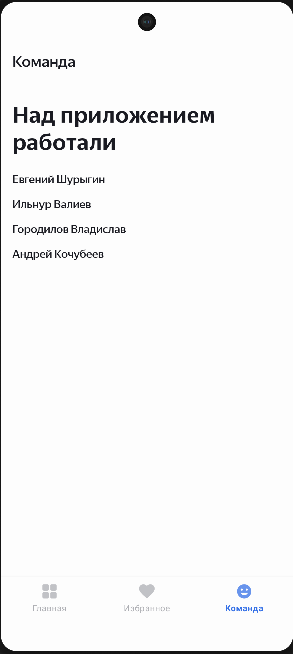 Команда
Над приложением
работали
Евгений Шурыгин
Ильнур Валиев
Городилов Владислав
Андрей Кочубеев
Главная
Избранное
Команда